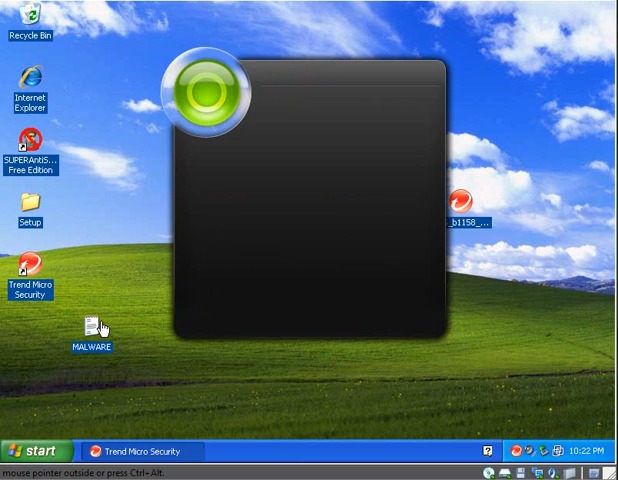 Recycle Bin
Internet
Explorer
SUPERAntiS...
Free Edition
Setup
Trend Micro
Security
MALWARE
_b1158_...
start
Trend Micro Security
?
10:22 PM
mouse pointer outside or press Ctrl+Alt.